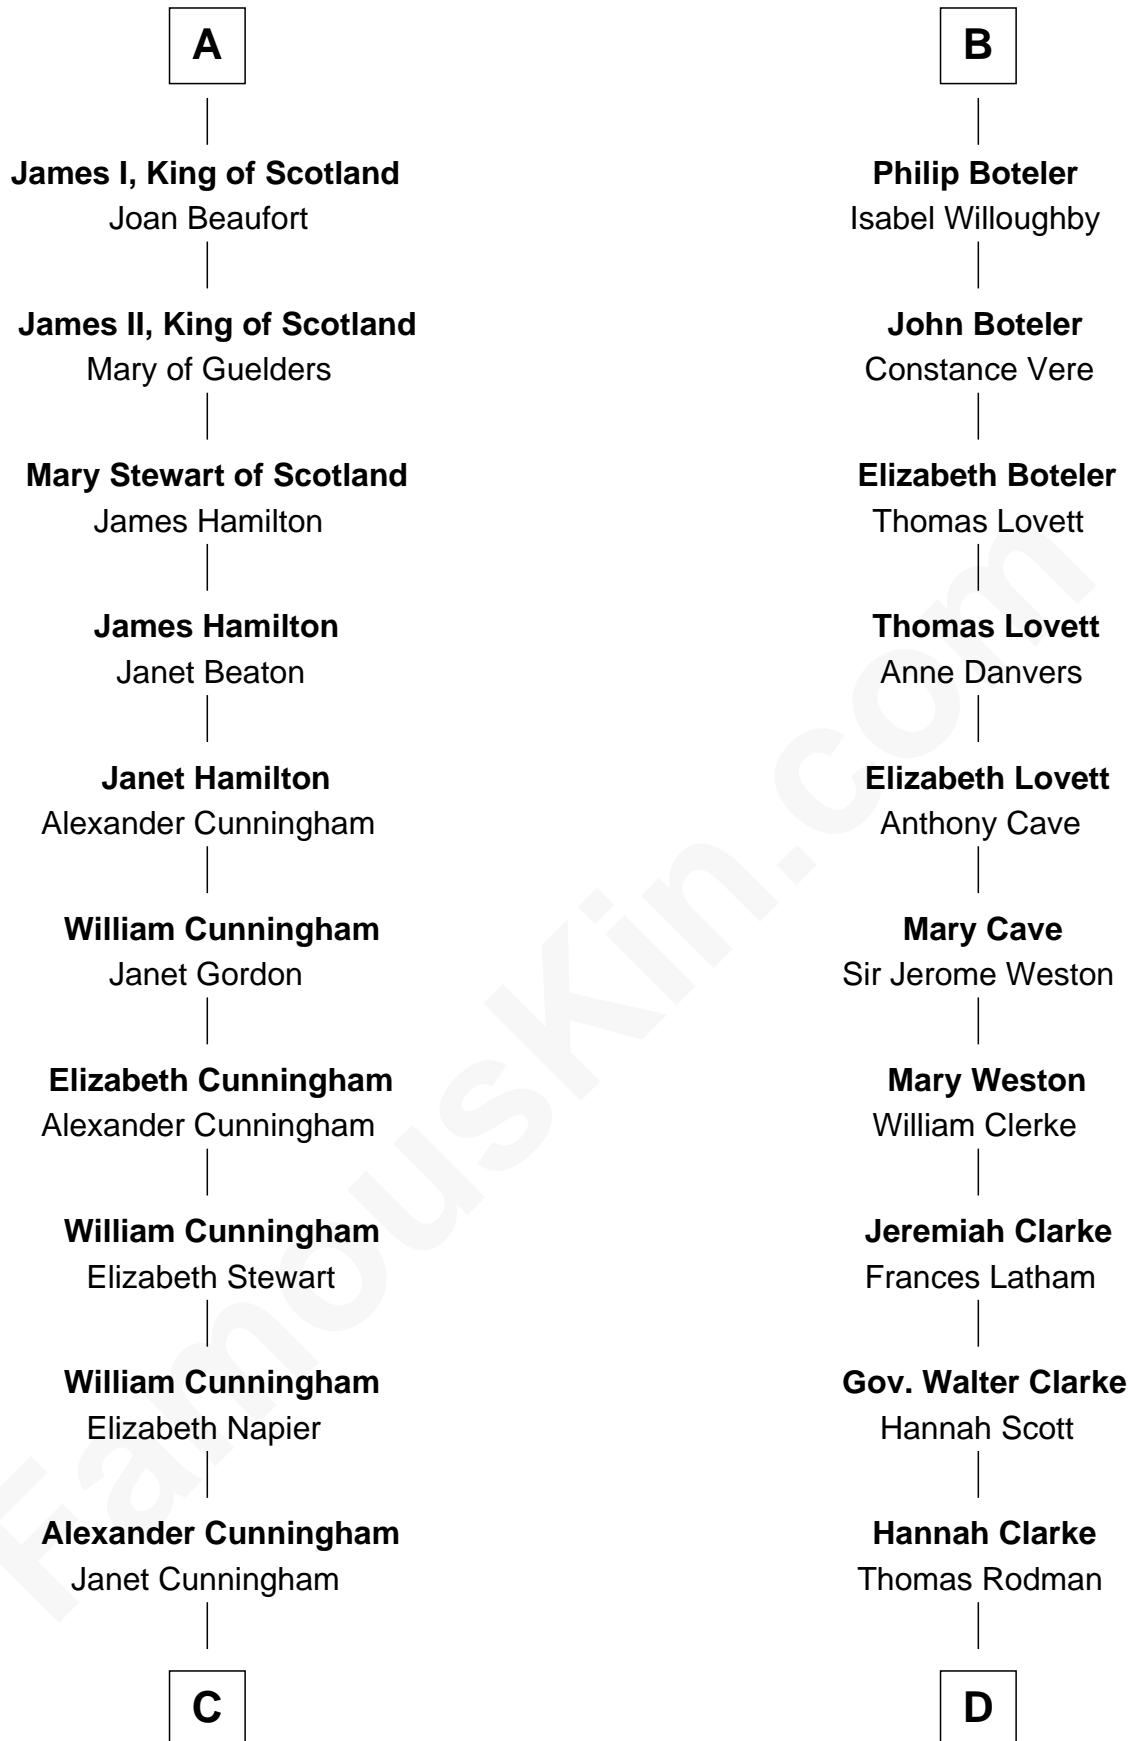 A
James I, King of Scotland
Joan Beaufort
James II, King of Scotland
Mary of Guelders
Mary Stewart of Scotland
James Hamilton
James Hamilton
Janet Beaton
Janet Hamilton
Alexander Cunningham
William Cunningham
Janet Gordon
Elizabeth Cunningham
Alexander Cunningham
William Cunningham
Elizabeth Stewart
William Cunningham
Elizabeth Napier
Alexander Cunningham
Janet Cunningham
C
B
Philip Boteler
Isabel Willoughby
John Boteler
Constance Vere
Elizabeth Boteler
Thomas Lovett
Thomas Lovett
Anne Danvers
Elizabeth Lovett
Anthony Cave
Mary Cave
Sir Jerome Weston
Mary Weston
William Clerke
Jeremiah Clarke
Frances Latham
Gov. Walter Clarke
Hannah Scott
Hannah Clarke
Thomas Rodman
D
FamousKin.com